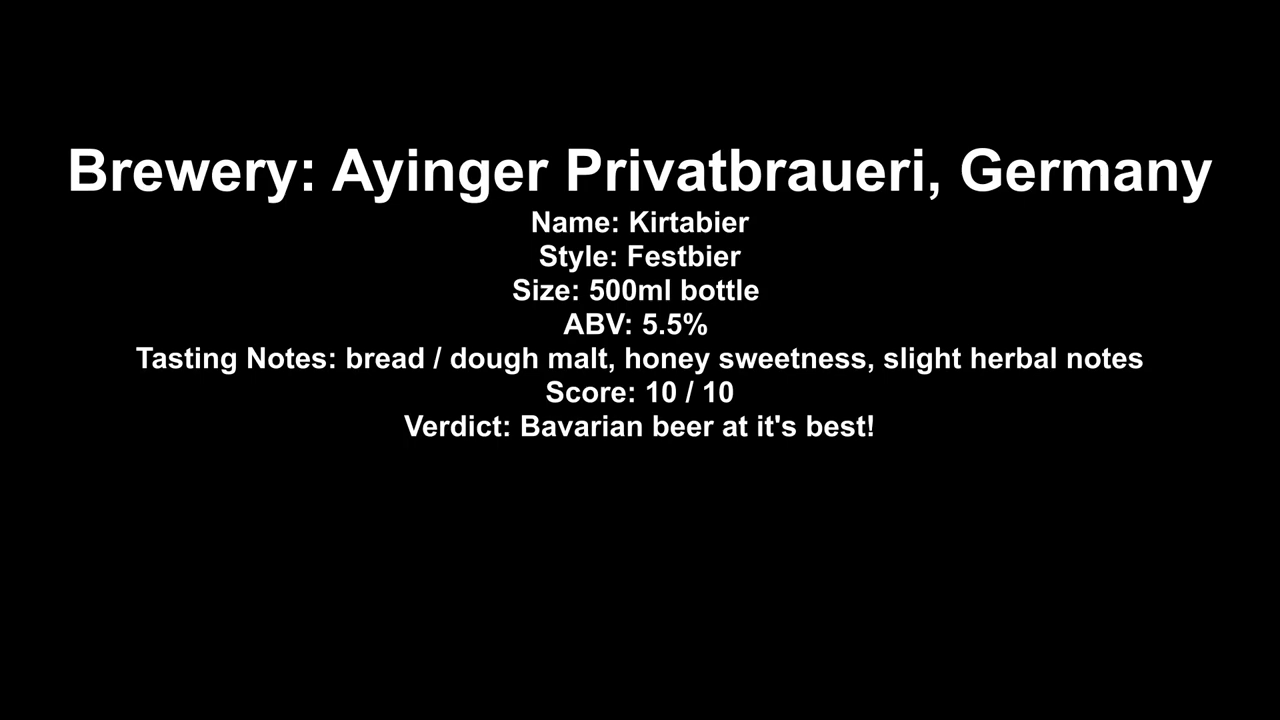 Brewery: Ayinger Privatbraueri, Germany
Name: Kirtabier
Style: Festbier
Size: 500ml bottle
ABV: 5.5%
Tasting Notes: bread / dough malt, honey sweetness, slight herbal notes
Score: 10 / 10
Verdict: Bavarian beer at it's best!